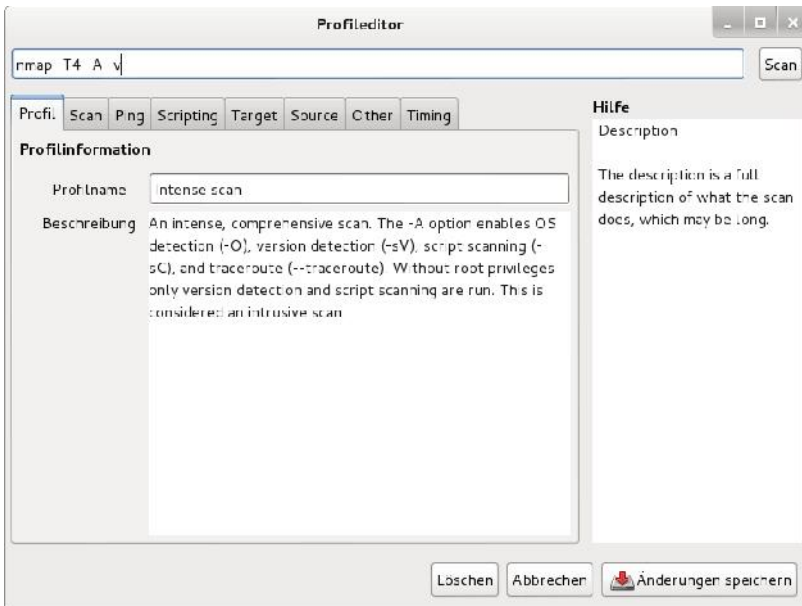 Profileditor
nmap T4 A v
Scan
Profil Scan Ping Scripting Target Source Other Timing
Profilinformation
Profilname Intense scan
Beschreibung An intense, comprehensive scan. The -A option enables OS
detection (-O), version detection (-sV), script scanning (-
sC), and traceroute (--traceroute). Without root privileges
only version detection and script scanning are run. This is
considered an intrusive scan
Hilfe
Description
The description is a full
description of what the scan
does, which may be long.
Löschen Abbrechen Änderungen speichern